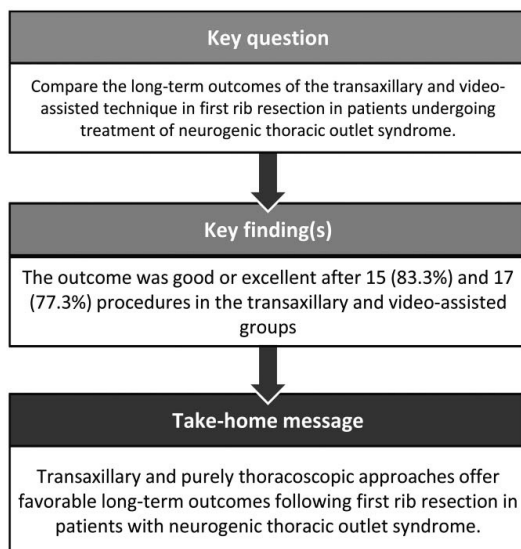 Key question
Compare the long-term outcomes of the transaxillary and video-
assisted technique in first rib resection in patients undergoing
treatment of neurogenic thoracic outlet syndrome.
Key finding(s)
The outcome was good or excellent after 15 (83.3%) and 17
(77.3%) procedures in the transaxillary and video-assisted
groups
Take-home message
Transaxillary and purely thoracoscopic approaches offer
favorable long-term outcomes following first rib resection in
patients with neurogenic thoracic outlet syndrome.